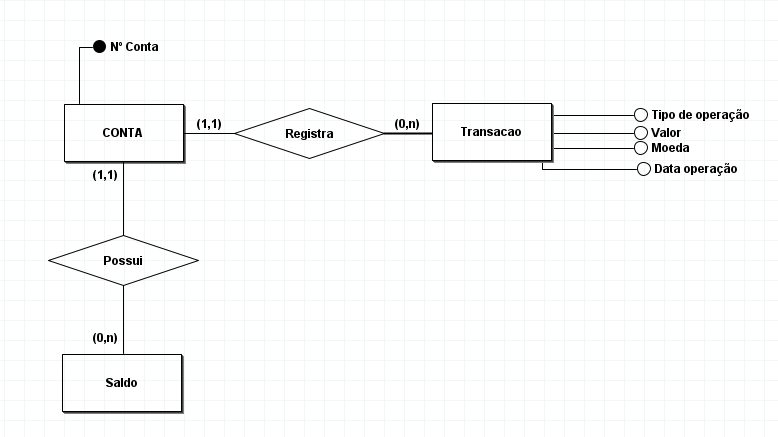 Nº Conta
CONTA
(1,1)
Registra
(0,n)
Transacao
Tipo de operação
Valor
Moeda
Data operação
(1,1)
Possui
(0,n)
Saldo